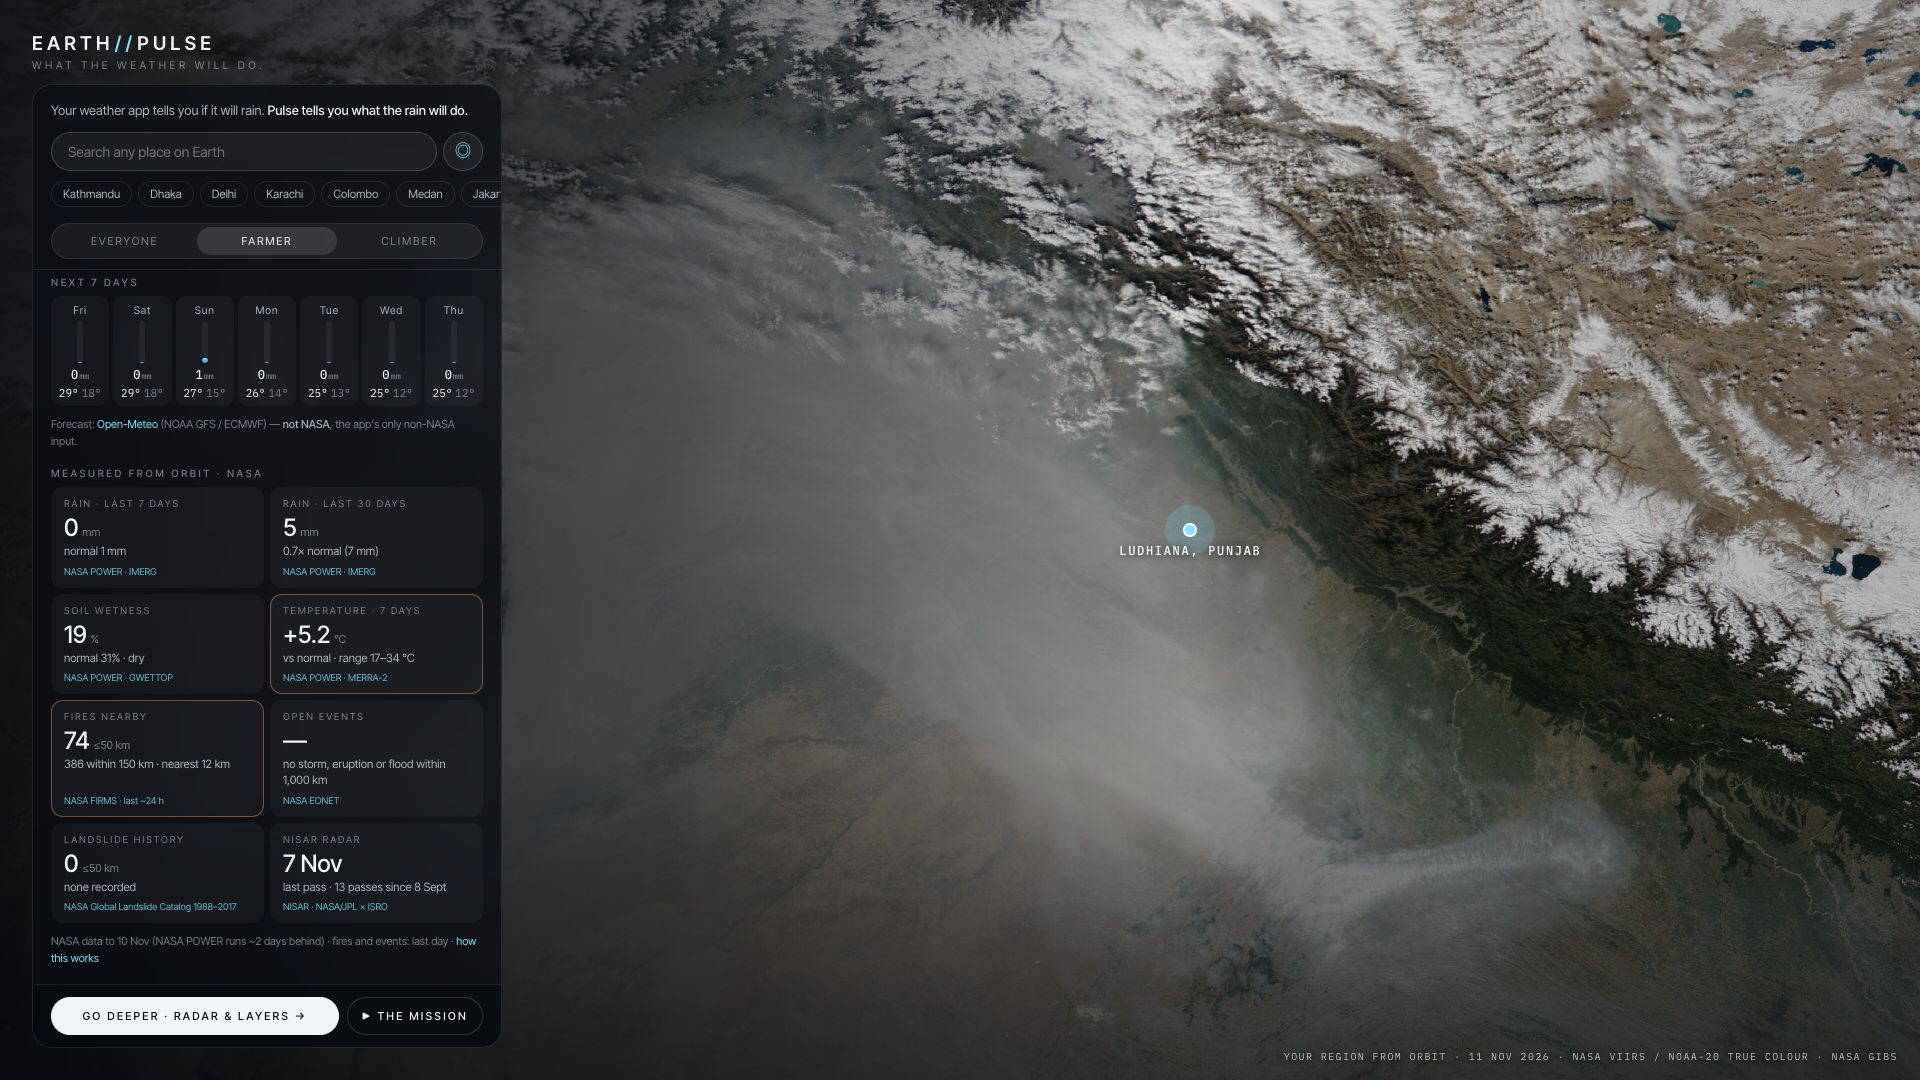 EARTH//PULSE
WHAT THE WEATHER WILL DO.
Your weather app tells you if it will rain. Pulse tells you what the rain will do.
Search any place on Earth
Kathmandu Dhaka Delhi Karachi Colombo Medan Jakar
EVERYONE FARMER CLIMBER
NEXT 7 DAYS
Fri Sat Sun Mon Tue Wed Thu
0mm 0mm 1mm 0mm 0mm 0mm 0mm
29° 18° 29° 18° 27° 15° 26° 14° 25° 13° 25° 12° 25° 12°
Forecast: Open-Meteo (NOAA GFS / ECMWF) — not NASA, the app's only non-NASA
input.
MEASURED FROM ORBIT · NASA
RAIN · LAST 7 DAYS
0 mm
normal 1 mm
NASA POWER · IMERG
RAIN · LAST 30 DAYS
5 mm
0.7× normal (7 mm)
NASA POWER · IMERG
SOIL WETNESS
19 %
normal 31% · dry
NASA POWER · GWETTOP
TEMPERATURE · 7 DAYS
+5.2 °C
vs normal · range 17–34 °C
NASA POWER · MERRA-2
FIRES NEARBY
74 ≤50 km
386 within 150 km · nearest 12 km
NASA FIRMS · last ~24 h
OPEN EVENTS
—
no storm, eruption or flood within
1,000 km
NASA EONET
LANDSLIDE HISTORY
0 ≤50 km
none recorded
NASA Global Landslide Catalog 1988–2017
NISAR RADAR
7 Nov
last pass · 13 passes since 8 Sept
NISAR · NASA/JPL × ISRO
NASA data to 10 Nov (NASA POWER runs ~2 days behind) · fires and events: last day · how
this works
GO DEEPER · RADAR & LAYERS →
▶ THE MISSION
LUDHIANA, PUNJAB
YOUR REGION FROM ORBIT · 11 NOV 2026 · NASA VIIRS / NOAA-20 TRUE COLOUR · NASA GIBS